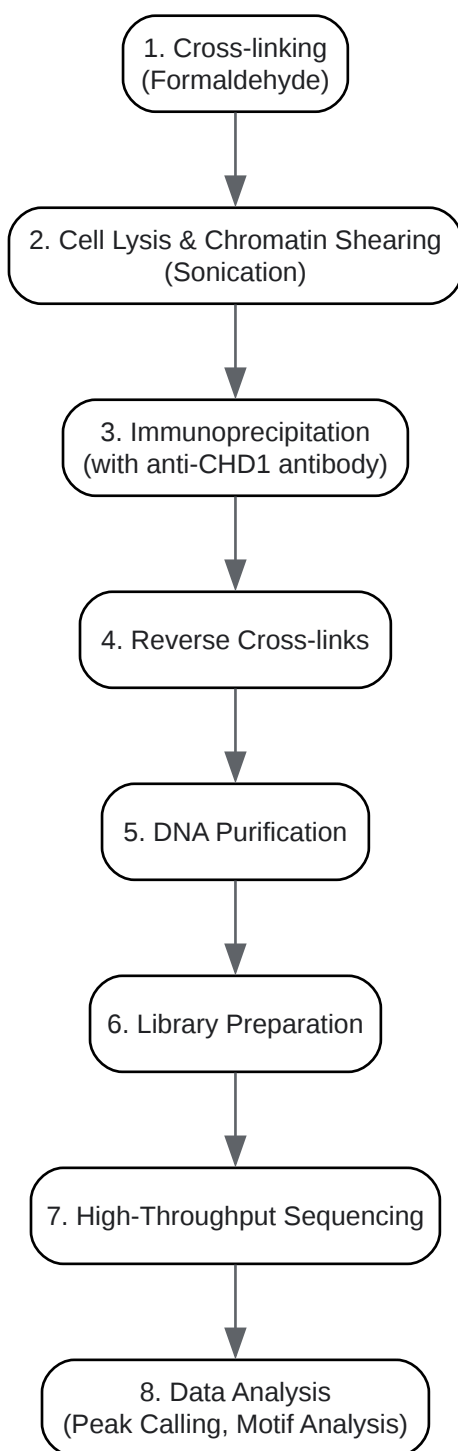 1. Cross-linking
(Formaldehyde)
2. Cell Lysis & Chromatin Shearing
(Sonication)
3. Immunoprecipitation
(with anti-CHD1 antibody)
4. Reverse Cross-links
5. DNA Purification
6. Library Preparation
7. High-Throughput Sequencing
8. Data Analysis
(Peak Calling, Motif Analysis)